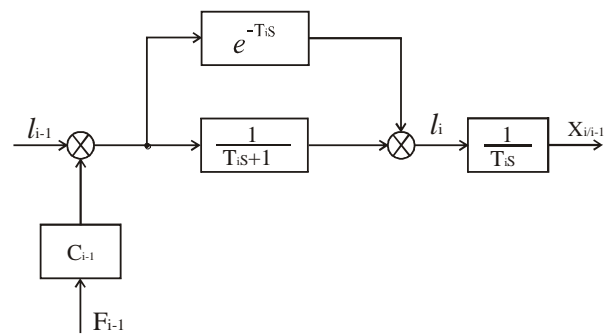 e^-TiS
l_i-1
1
TiS+1
l_i
1
TiS
X_i/i-1
C_i-1
F_i-1